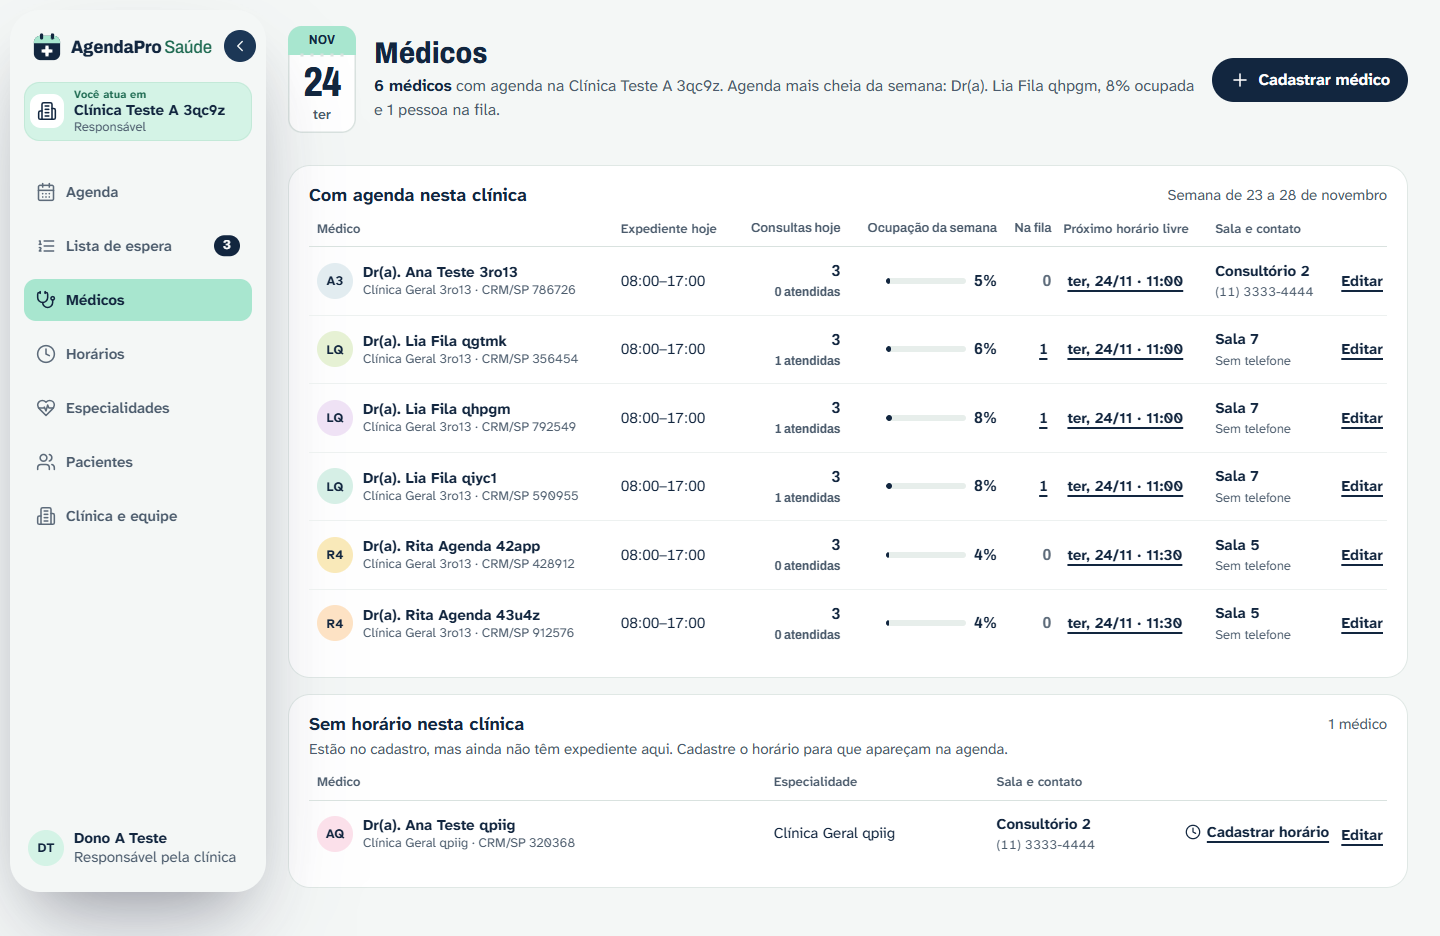 AgendaPro Saúde
Você atua em
Clínica Teste A 3qc9z
Responsável
Agenda
Lista de espera 3
Médicos
Horários
Especialidades
Pacientes
Clínica e equipe
DT Dono A Teste
Responsável pela clínica
NOV
24
ter
Médicos
6 médicos com agenda na Clínica Teste A 3qc9z. Agenda mais cheia da semana: Dr(a). Lia Fila qhpgm, 8% ocupada
e 1 pessoa na fila.
+ Cadastrar médico
Com agenda nesta clínica Semana de 23 a 28 de novembro
Médico Expediente hoje Consultas hoje Ocupação da semana Na fila Próximo horário livre Sala e contato
A3 Dr(a). Ana Teste 3ro13 08:00–17:00 3 5% 0 ter, 24/11 · 11:00 Consultório 2 Editar
Clínica Geral 3ro13 · CRM/SP 786726 0 atendidas (11) 3333-4444
LQ Dr(a). Lia Fila qgtmk 08:00–17:00 3 6% 1 ter, 24/11 · 11:00 Sala 7 Editar
Clínica Geral 3ro13 · CRM/SP 356454 1 atendidas Sem telefone
LQ Dr(a). Lia Fila qhpgm 08:00–17:00 3 8% 1 ter, 24/11 · 11:00 Sala 7 Editar
Clínica Geral 3ro13 · CRM/SP 792549 1 atendidas Sem telefone
LQ Dr(a). Lia Fila qiyc1 08:00–17:00 3 8% 1 ter, 24/11 · 11:00 Sala 7 Editar
Clínica Geral 3ro13 · CRM/SP 590955 1 atendidas Sem telefone
R4 Dr(a). Rita Agenda 42app 08:00–17:00 3 4% 0 ter, 24/11 · 11:30 Sala 5 Editar
Clínica Geral 3ro13 · CRM/SP 428912 0 atendidas Sem telefone
R4 Dr(a). Rita Agenda 43u4z 08:00–17:00 3 4% 0 ter, 24/11 · 11:30 Sala 5 Editar
Clínica Geral 3ro13 · CRM/SP 912576 0 atendidas Sem telefone
Sem horário nesta clínica 1 médico
Estão no cadastro, mas ainda não têm expediente aqui. Cadastre o horário para que apareçam na agenda.
Médico Especialidade Sala e contato
AQ Dr(a). Ana Teste qpiig Clínica Geral qpiig Consultório 2 Cadastrar horário Editar
Clínica Geral qpiig · CRM/SP 320368 (11) 3333-4444